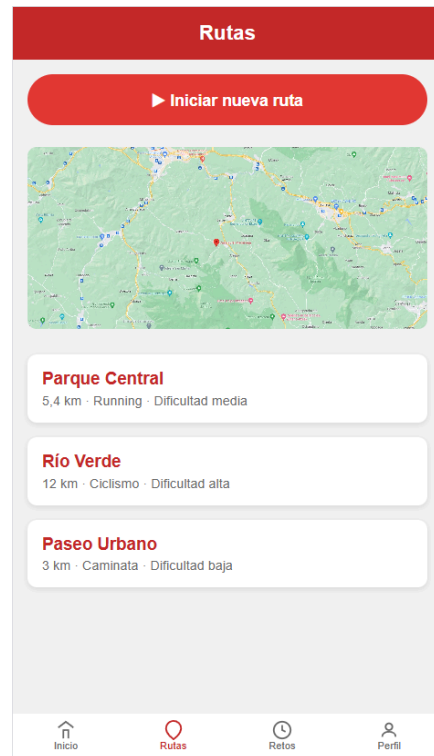 Rutas
▶ Iniciar nueva ruta
Parque Central
5,4 km · Running · Dificultad media
Río Verde
12 km · Ciclismo · Dificultad alta
Paseo Urbano
3 km · Caminata · Dificultad baja
Inicio Rutas Retos Perfil